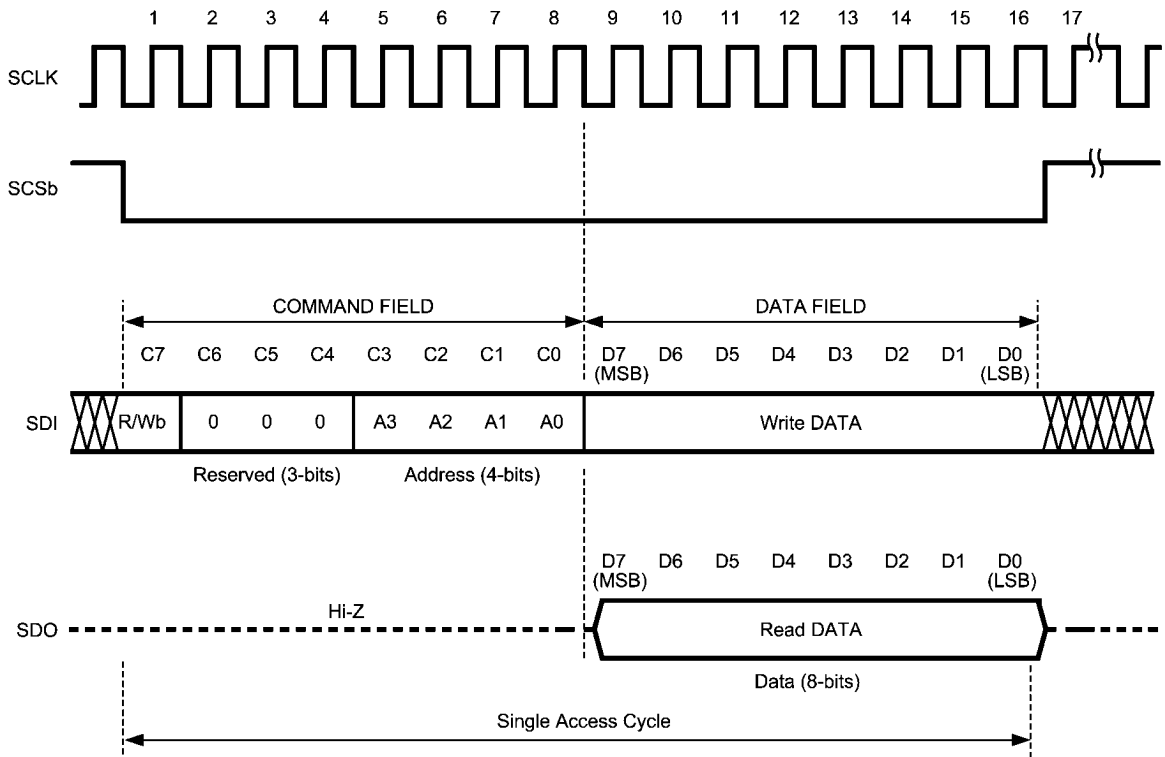 1 2 3 4 5 6 7 8 9 10 11 12 13 14 15 16 17
SCLK
SCSb
COMMAND FIELD DATA FIELD
C7 C6 C5 C4 C3 C2 C1 C0 D7 D6 D5 D4 D3 D2 D1 D0
(MSB) (LSB)
SDI R/Wb 0 0 0 A3 A2 A1 A0 Write DATA
Reserved (3-bits) Address (4-bits)
D7 D6 D5 D4 D3 D2 D1 D0
(MSB) (LSB)
Hi-Z
SDO Read DATA
Data (8-bits)
Single Access Cycle